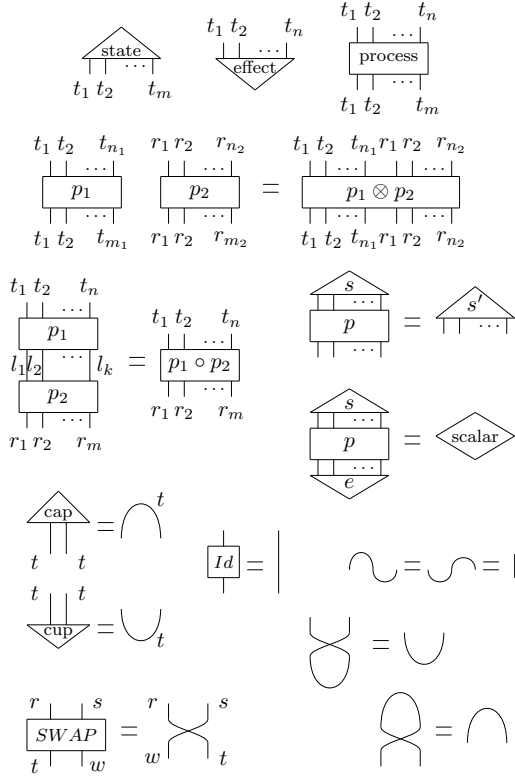 t₁ t₂ ... tₙ t₁ t₂ ... tₙ
state effect process
t₁ t₂ ... tₘ t₁ t₂ ... tₘ
t₁ t₂ ... tₙ₁ r₁ r₂ ... rₙ₂ t₁ t₂ ... tₙ₁ r₁ r₂ ... rₙ₂
p₁ p₂ = p₁ ⊗ p₂
t₁ t₂ ... tₘ₁ r₁ r₂ ... rₘ₂ t₁ t₂ ... tₙ₁ r₁ r₂ ... rₙ₂
t₁ t₂ ... tₙ
p₁
l₁ l₂ ... lₖ
p₂
r₁ r₂ ... rₘ
=
t₁ t₂ ... tₙ
p₁ ∘ p₂
r₁ r₂ ... rₘ
s
...
p = s′
... ...
s
...
p = scalar
...
e
cap = t
t t
t t
cup = t
Id =
= =
=
r s r s
SWAP =
t w w t
=